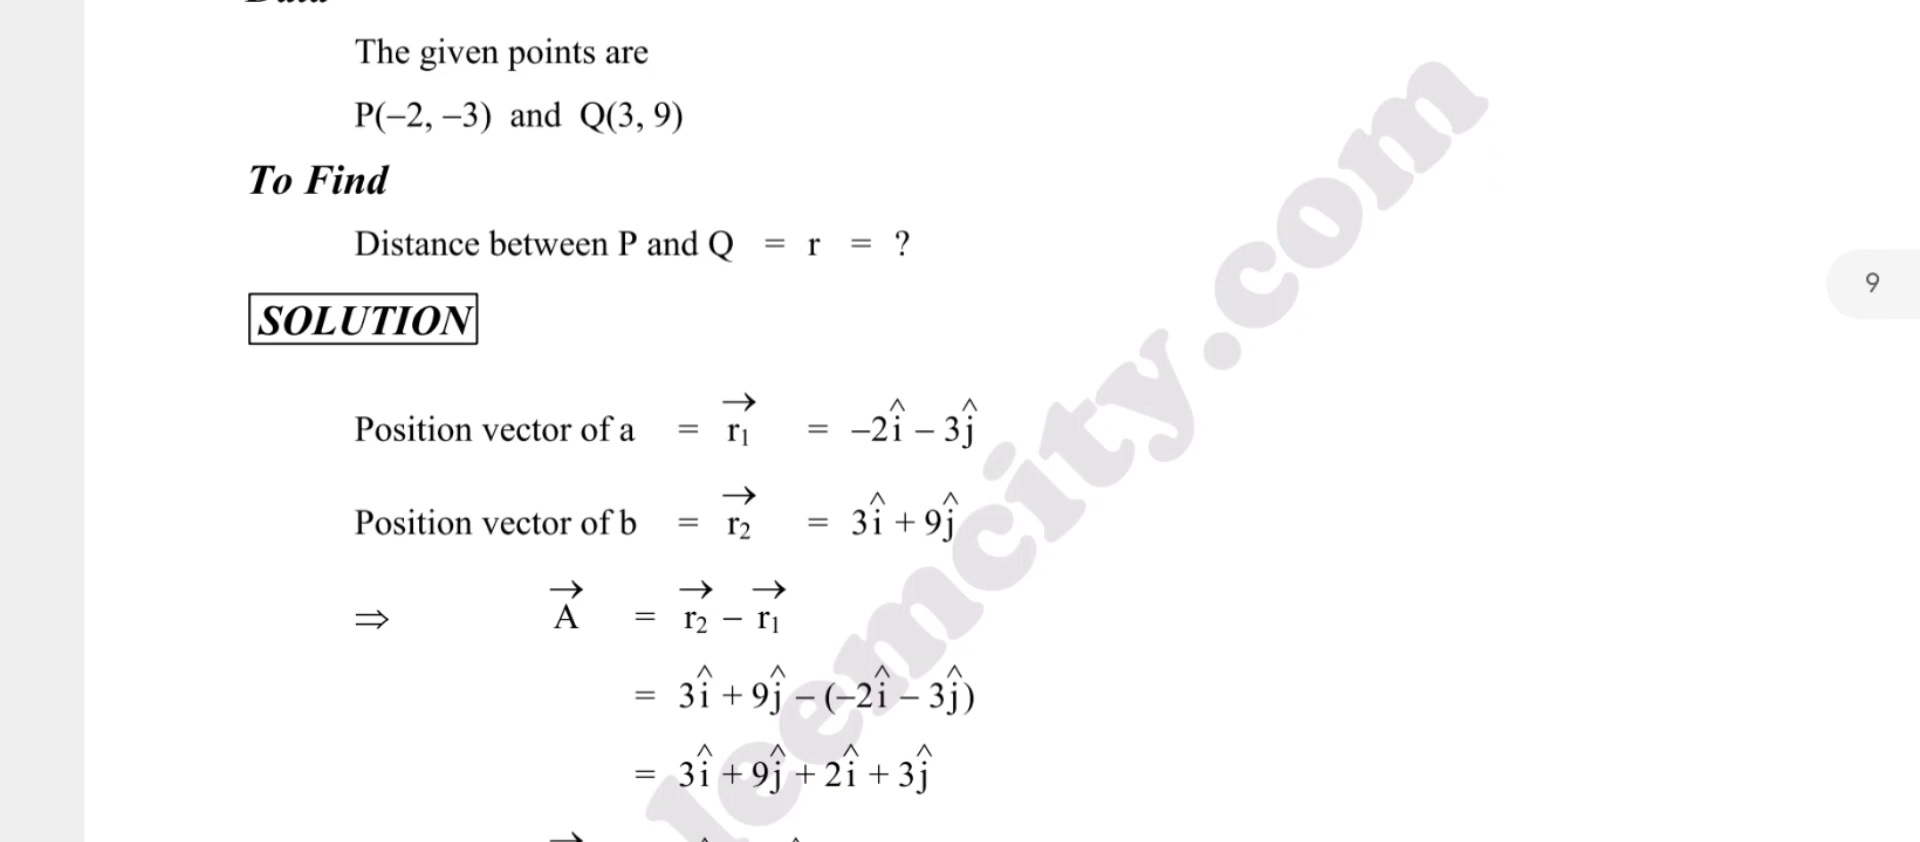 The given points are
P(–2, –3) and Q(3, 9)
To Find
Distance between P and Q = r = ?
9
SOLUTION
Position vector of a = r₁→ = –2î – 3ĵ
Position vector of b = r₂→ = 3î + 9ĵ
⇒ A→ = r₂→ – r₁→
= 3î + 9ĵ – (–2î – 3ĵ)
= 3î + 9ĵ + 2î + 3ĵ
leemcity.com